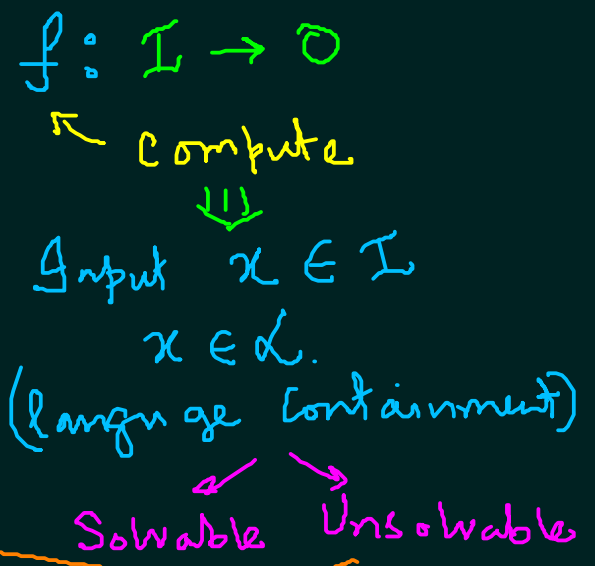 f: I → O
compute
⇓
Input x ∈ I
x ∈ L.
(language containment)
Solvable Unsolvable